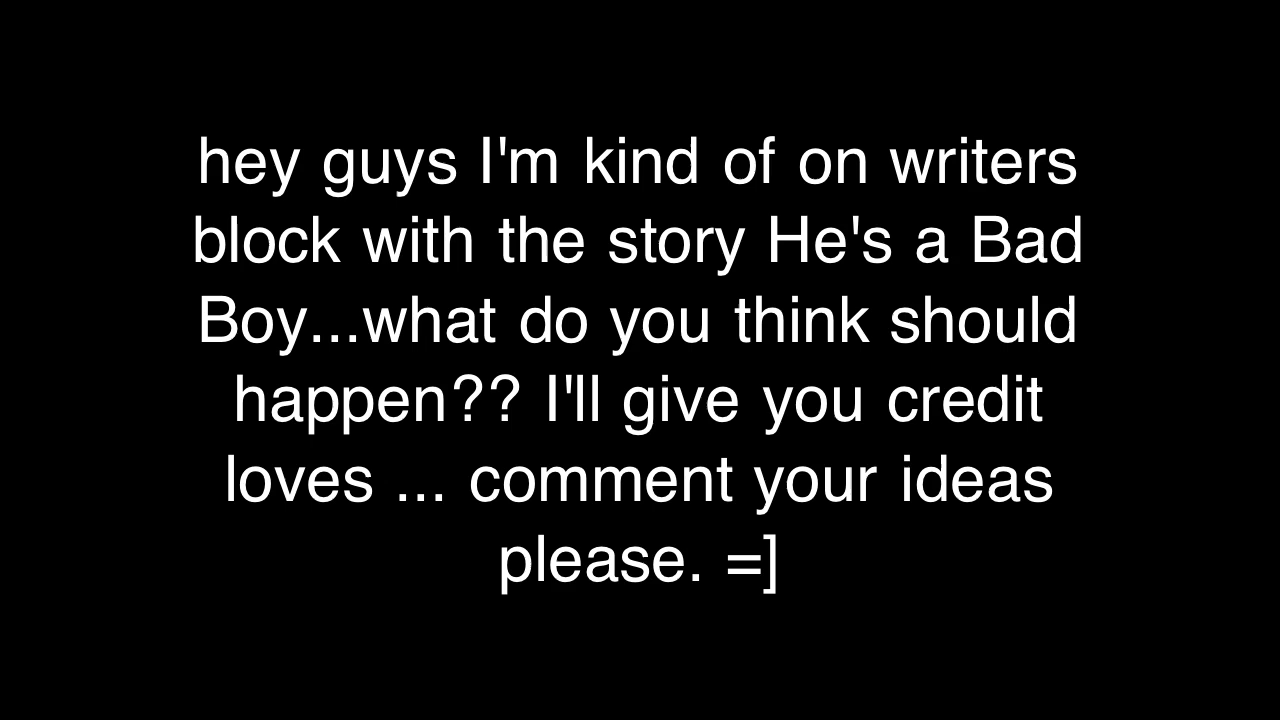 hey guys I'm kind of on writers
block with the story He's a Bad
Boy...what do you think should
happen?? I'll give you credit
loves ... comment your ideas
please. =]